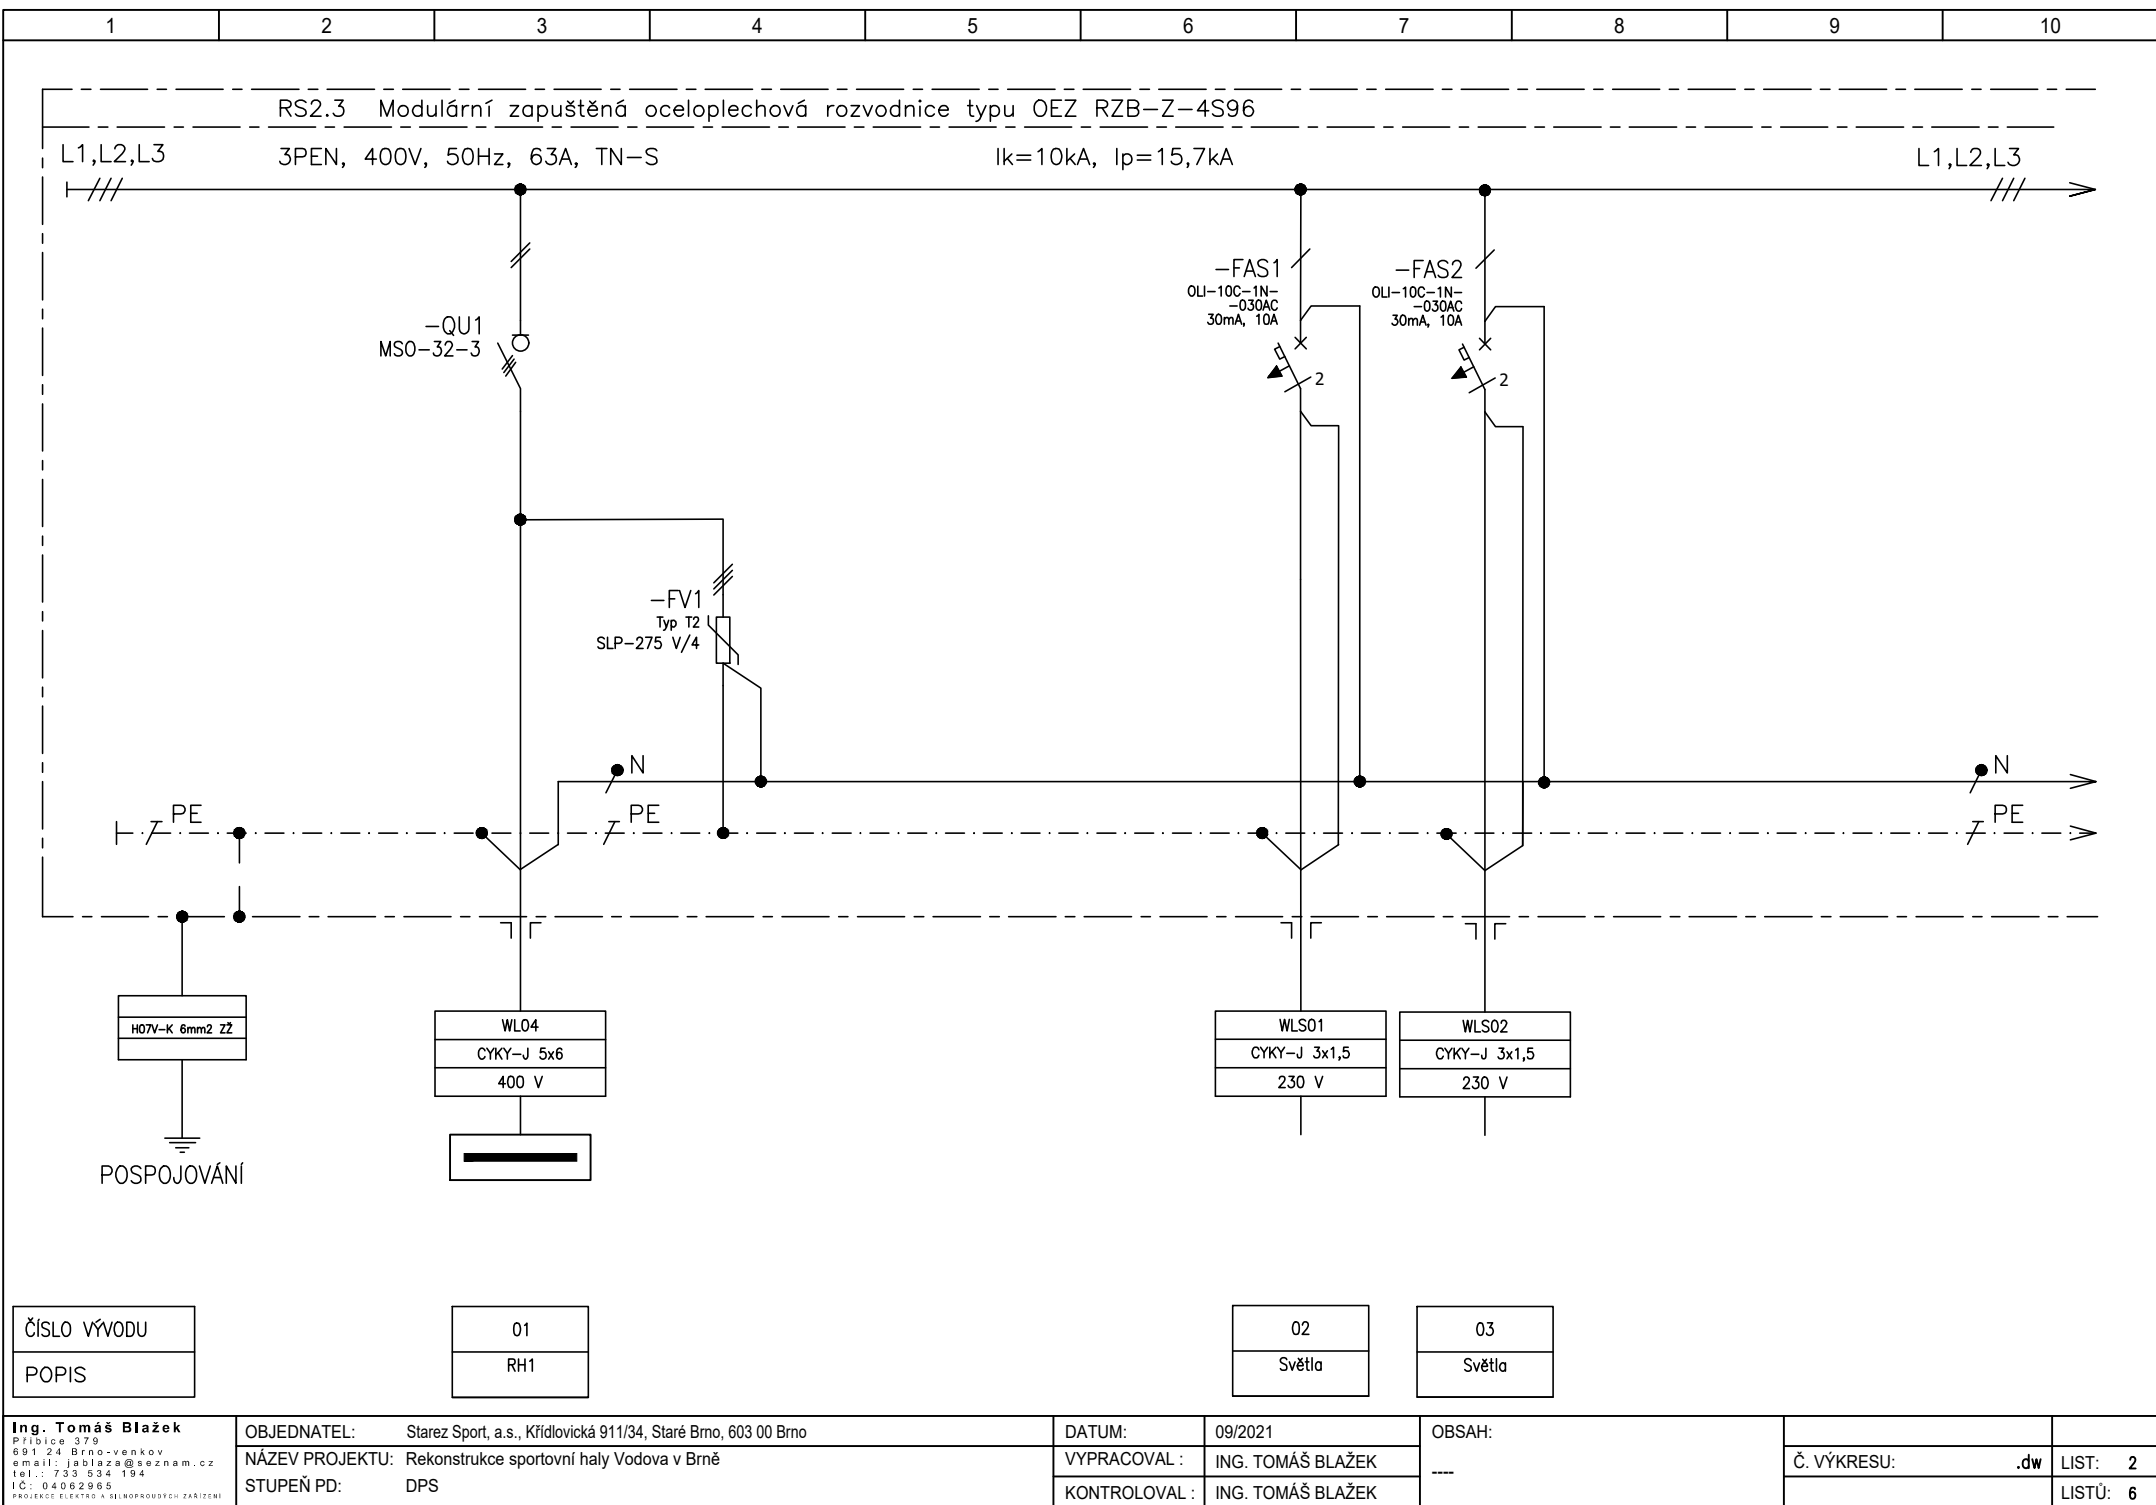 1 2 3 4 5 6 7 8 9 10
RS2.3 Modulární zapuštěná oceloplechová rozvodnice typu OEZ RZB-Z-4S96
L1,L2,L3 3PEN, 400V, 50Hz, 63A, TN-S Ik=10kA, Ip=15,7kA L1,L2,L3
-QU1
MSO-32-3
-FAS1
OLI-10C-1N-
-030AC
30mA, 10A
2
-FAS2
OLI-10C-1N-
-030AC
30mA, 10A
2
-FV1
Typ T2
SLP-275 V/4
N N
PE PE PE
H07V-K 6mm2 ZŽ
POSPOJOVÁNÍ
WL04
CYKY-J 5x6
400 V
WLS01
CYKY-J 3x1,5
230 V
WLS02
CYKY-J 3x1,5
230 V
ČÍSLO VÝVODU 01 02 03
POPIS RH1 Světla Světla
Ing. Tomáš Blažek
Přibice 379
691 24 Brno-venkov
email: jablaza@seznam.cz
tel.: 733 534 194
IČ: 04062965
PROJEKCE ELEKTRO A SILNOPROUDÝCH ZAŘÍZENÍ
OBJEDNATEL: Starez Sport, a.s., Křídlovická 911/34, Staré Brno, 603 00 Brno
NÁZEV PROJEKTU: Rekonstrukce sportovní haly Vodova v Brně
STUPEŇ PD: DPS
DATUM: 09/2021
VYPRACOVAL : ING. TOMÁŠ BLAŽEK
KONTROLOVAL : ING. TOMÁŠ BLAŽEK
OBSAH:
----
Č. VÝKRESU: .dw
LIST: 2
LISTŮ: 6